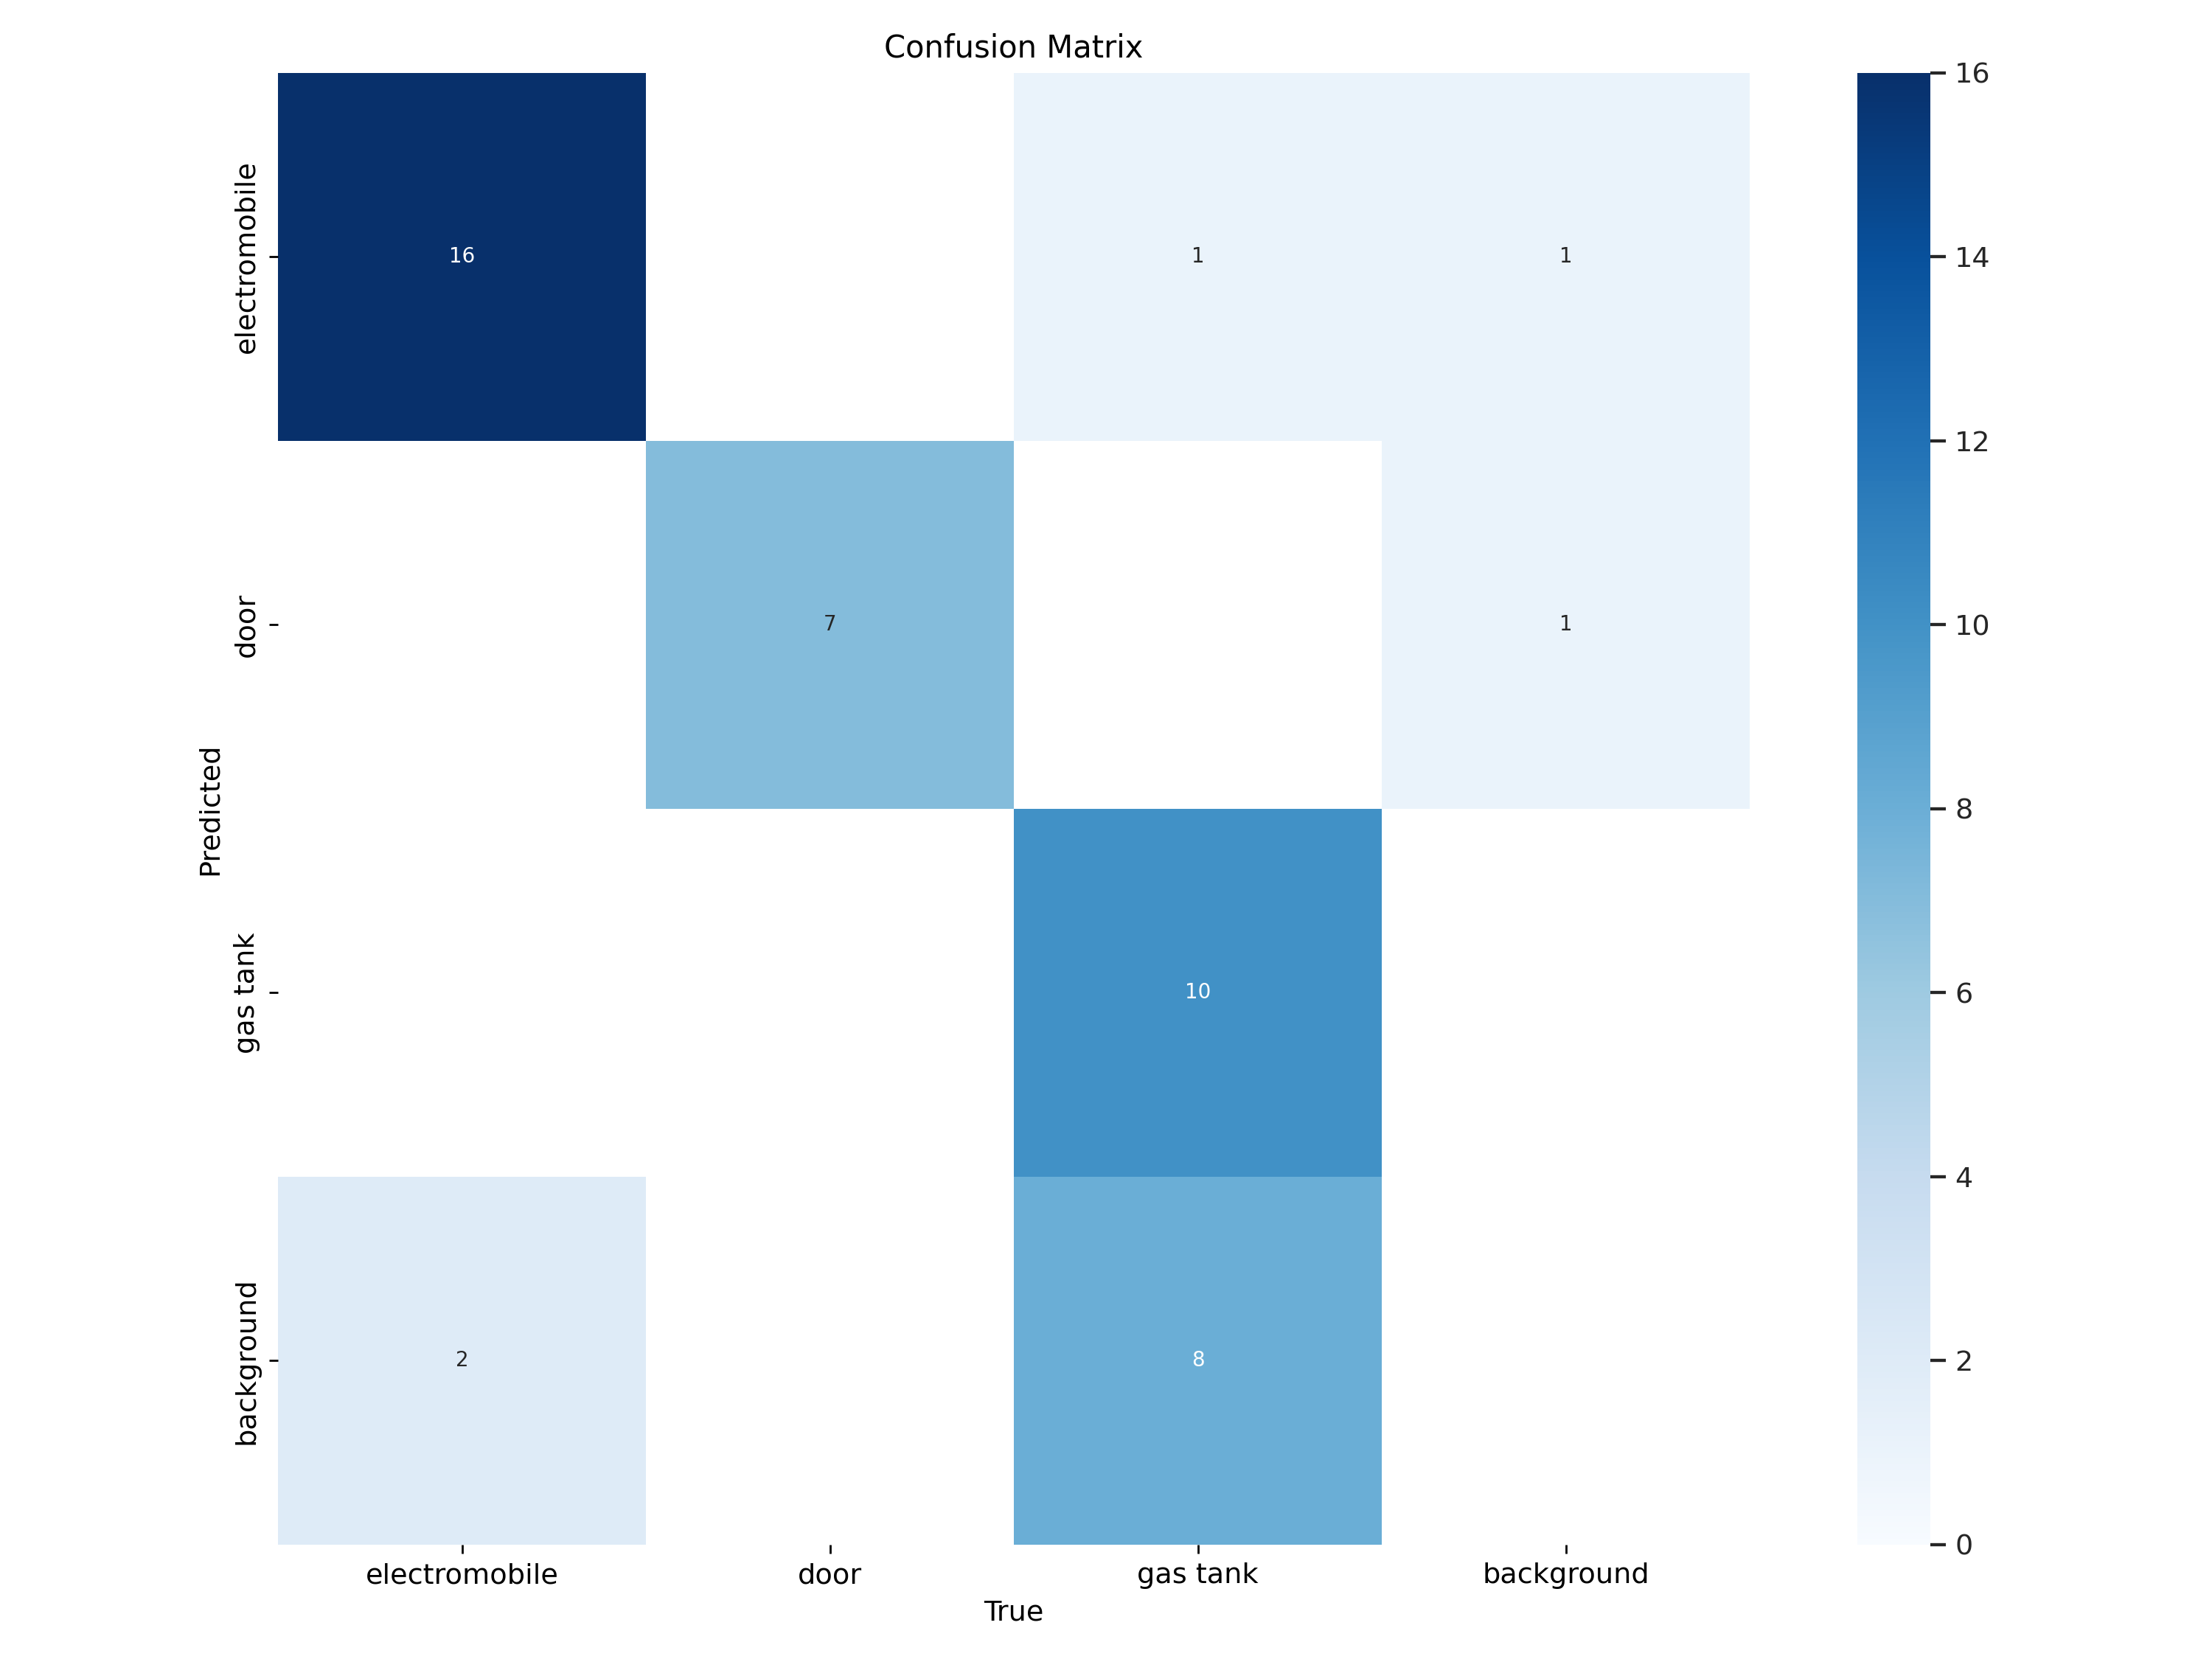 Confusion Matrix
electromobile
door
gas tank
background
Predicted
16
1
1
7
1
10
2
8
electromobile
door
gas tank
background
True
16
14
12
10
8
6
4
2
0